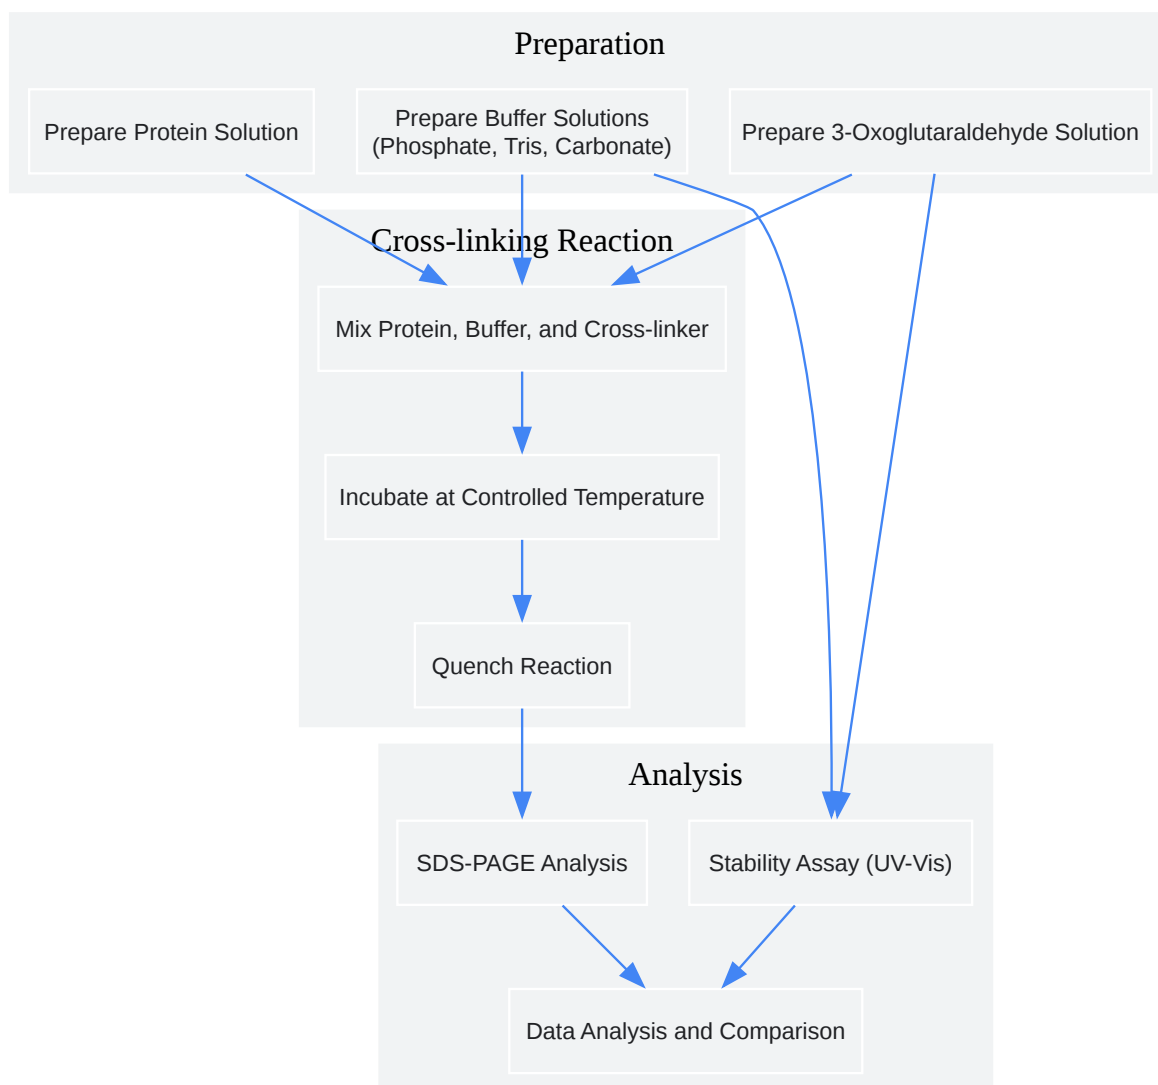 Preparation
Prepare Protein Solution
Prepare Buffer Solutions
(Phosphate, Tris, Carbonate)
Prepare 3-Oxoglutaraldehyde Solution
Cross-linking Reaction
Mix Protein, Buffer, and Cross-linker
Incubate at Controlled Temperature
Quench Reaction
Analysis
SDS-PAGE Analysis
Stability Assay (UV-Vis)
Data Analysis and Comparison